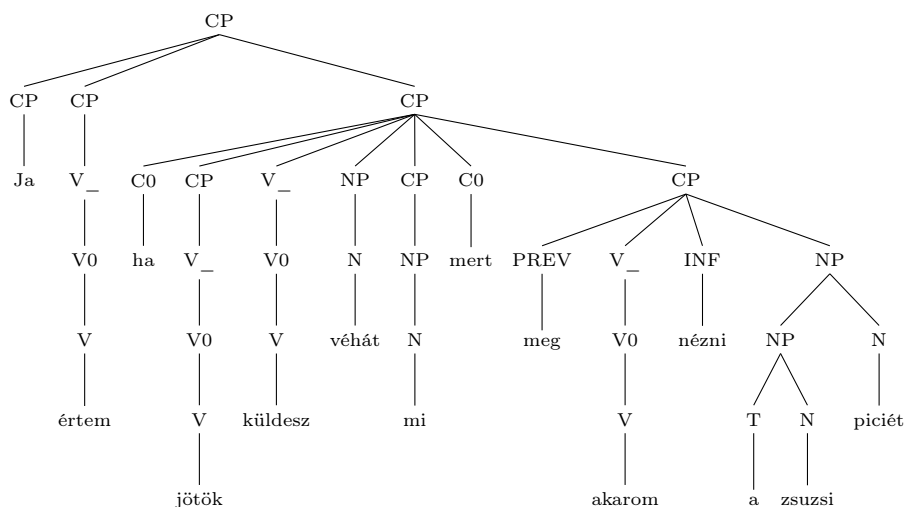 CP
CP CP CP
Ja V_ C0 CP V_ NP CP C0 CP
V0 ha V_ V0 N NP mert PREV V_ INF NP
V V0 V véhát N meg V0 nézni NP N
értem V küldesz mi V T N piciét
jötök akarom a zsuzsi